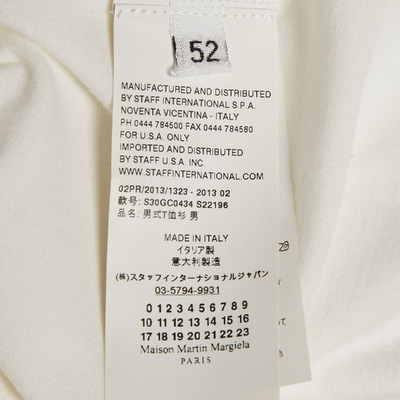 52
MANUFACTURED AND DISTRIBUTED
BY STAFF INTERNATIONAL S.P.A.
NOVENTA VICENTINA - ITALY
PH 0444 784500 FAX 0444 784580
FOR U.S.A. ONLY
IMPORTED AND DISTRIBUTED
BY STAFF U.S.A. INC.
WWW.STAFFINTERNATIONAL.COM
02PR/2013/1323 - 2013 02
款号: S30GC0434 S22196
品名: 男式T恤衫 男
MADE IN ITALY
イタリア製
意大利製造
(株)スタッフインターナショナルジャパン
03-5794-9931
0 1 2 3 4 5 6 7 8 9
10 11 12 13 14 15 16
17 18 19 20 21 22 23
Maison Martin Margiela
PARIS